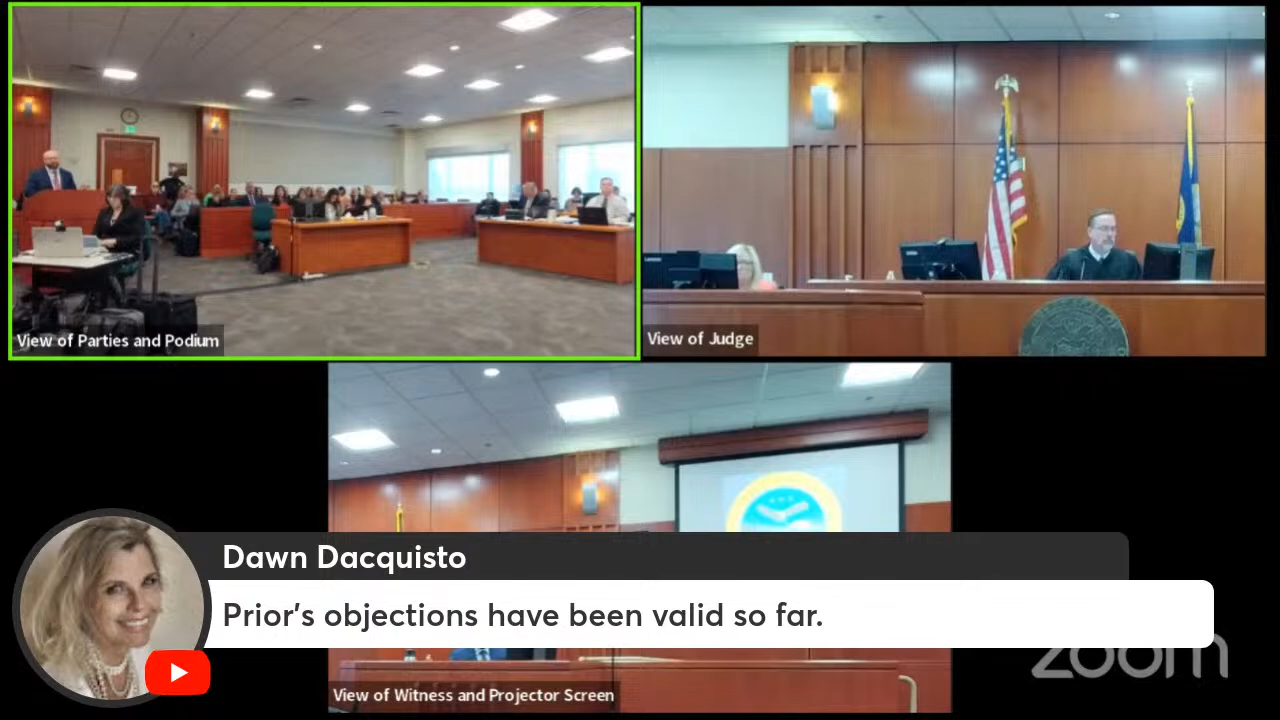 View of Parties and Podium
View of Judge
Dawn Dacquisto
Prior's objections have been valid so far.
zoom
View of Witness and Projector Screen